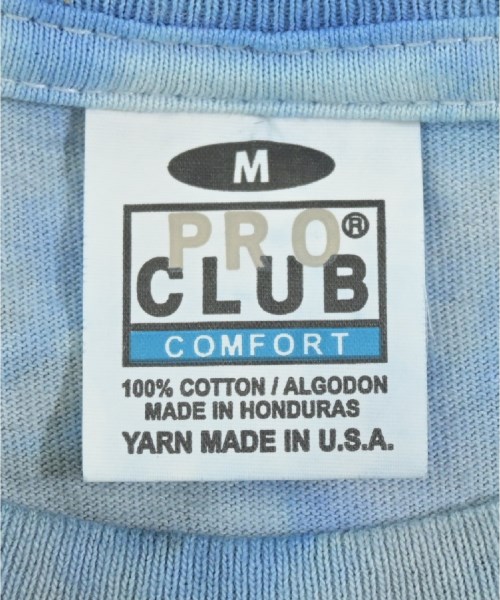 M
PRO®
CLUB
COMFORT
100% COTTON / ALGODON
MADE IN HONDURAS
YARN MADE IN U.S.A.